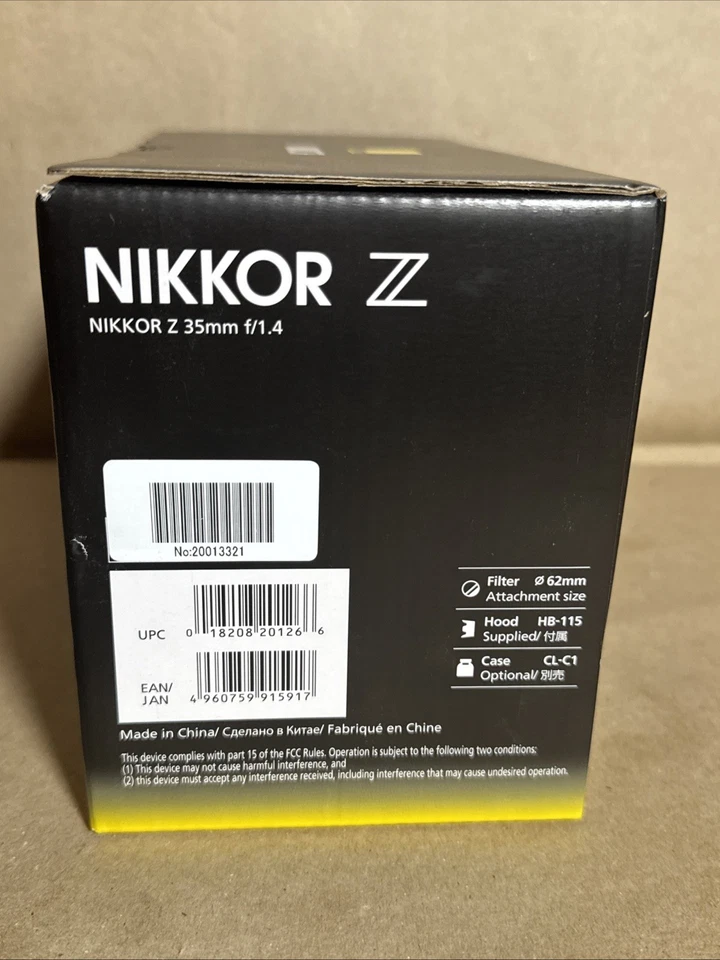 NIKKOR Z
NIKKOR Z 35mm f/1.4
No:20013321
UPC
0 18208 20126 6
EAN/
JAN
4 960759 915917
Filter ø 62mm
Attachment size
Hood HB-115
Supplied/ 付属
Case CL-C1
Optional/ 別売
Made in China/ Сделано в Китае/ Fabriqué en Chine
This device complies with part 15 of the FCC Rules. Operation is subject to the following two conditions:
(1) This device may not cause harmful interference, and
(2) this device must accept any interference received, including interference that may cause undesired operation.